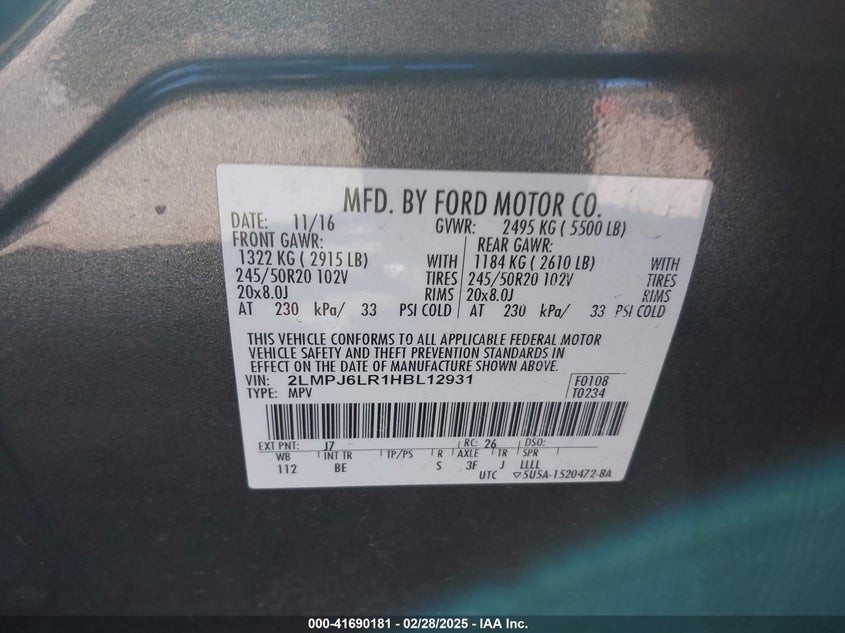 MFD. BY FORD MOTOR CO.
DATE: 11/16 GVWR: 2495 KG ( 5500 LB)
FRONT GAWR: REAR GAWR:
1322 KG ( 2915 LB) WITH 1184 KG ( 2610 LB) WITH
245/50R20 102V TIRES 245/50R20 102V TIRES
20x8.0J RIMS 20x8.0J RIMS
AT 230 kPa/ 33 PSI COLD AT 230 kPa/ 33 PSI COLD
THIS VEHICLE CONFORMS TO ALL APPLICABLE FEDERAL MOTOR
VEHICLE SAFETY AND THEFT PREVENTION STANDARDS IN
EFFECT ON THE DATE OF MANUFACTURE SHOWN ABOVE.
VIN: 2LMPJ6LR1HBL12931 F0108
TYPE: MPV T0234
EXT PNT: J7 RC: 26 DSO:
WB INT TR TP/PS R AXLE TR SPR
112 BE S 3F J LLLL
UTC ▽5U5A-1520472-BA
000-41690181 - 02/28/2025 - IAA Inc.